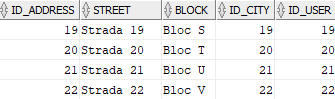 ID_ADDRESS STREET BLOCK ID_CITY ID_USER
19 Strada 19 Bloc S 19 19
20 Strada 20 Bloc T 20 20
21 Strada 21 Bloc U 21 21
22 Strada 22 Bloc V 22 22